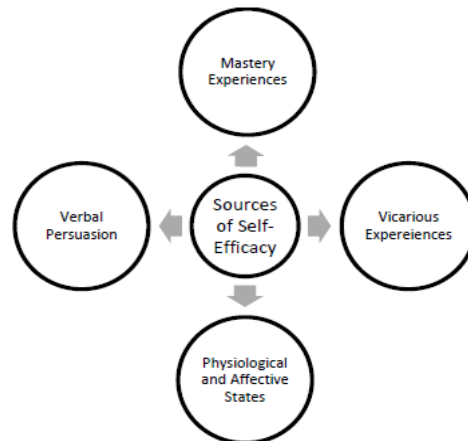 Mastery
Experiences
Verbal
Persuasion
Sources
of Self-
Efficacy
Vicarious
Expereiences
Physiological
and Affective
States